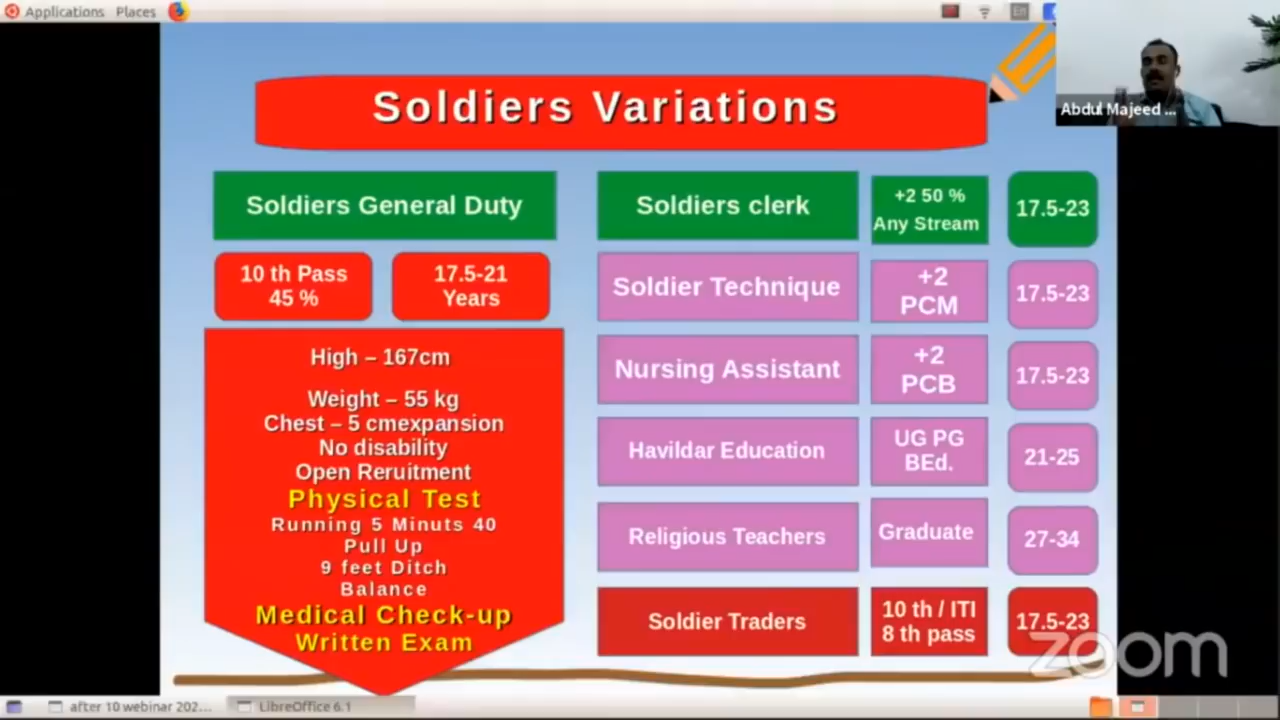 Applications Places
En
Abdul Majeed ...
Soldiers Variations
Soldiers General Duty
10 th Pass
45 %
17.5-21
Years
High – 167cm
Weight – 55 kg
Chest – 5 cmexpansion
No disability
Open Reruitment
Physical Test
Running 5 Minuts 40
Pull Up
9 feet Ditch
Balance
Medical Check-up
Written Exam
Soldiers clerk
+2 50 %
Any Stream
17.5-23
Soldier Technique
+2
PCM
17.5-23
Nursing Assistant
+2
PCB
17.5-23
Havildar Education
UG PG
BEd.
21-25
Religious Teachers
Graduate
27-34
Soldier Traders
10 th / ITI
8 th pass
17.5-23
zoom
after 10 webinar 202...
LibreOffice 6.1